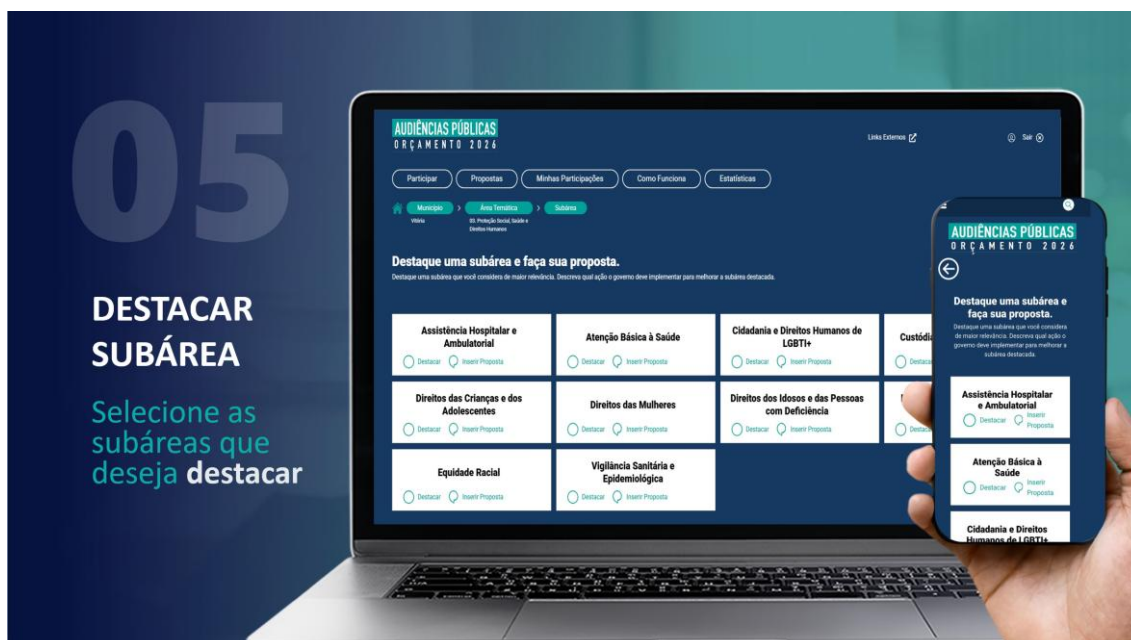 05
DESTACAR
SUBÁREA
Selecione as
subáreas que
deseja destacar
AUDIÊNCIAS PÚBLICAS
ORÇAMENTO 2026
Links Externos
Sair
Participar
Propostas
Minhas Participações
Como Funciona
Estatísticas
Município > Área Temática > Subárea
Vitória
03. Proteção Social, Saúde e
Direitos Humanos
Destaque uma subárea e faça sua proposta.
Destaque uma subárea que você considera de maior relevância. Descreva qual ação o governo deve implementar para melhorar a subárea destacada.
Assistência Hospitalar e
Ambulatorial
Destacar Inserir Proposta
Atenção Básica à Saúde
Destacar Inserir Proposta
Cidadania e Direitos Humanos de
LGBTI+
Destacar Inserir Proposta
Custódi
Destaca
Direitos das Crianças e dos
Adolescentes
Destacar Inserir Proposta
Direitos das Mulheres
Destacar Inserir Proposta
Direitos dos Idosos e das Pessoas
com Deficiência
Destacar Inserir Proposta
Destaca
Equidade Racial
Destacar Inserir Proposta
Vigilância Sanitária e
Epidemiológica
Destacar Inserir Proposta
AUDIÊNCIAS PÚBLICAS
ORÇAMENTO 2026
Destaque uma subárea e
faça sua proposta.
Destaque uma subárea que você considera
de maior relevância. Descreva qual ação o
governo deve implementar para melhorar a
subárea destacada.
Assistência Hospitalar
e Ambulatorial
Destacar Inserir
Proposta
Atenção Básica à
Saúde
Destacar Inserir
Proposta
Cidadania e Direitos
Humanos de LGBTI+